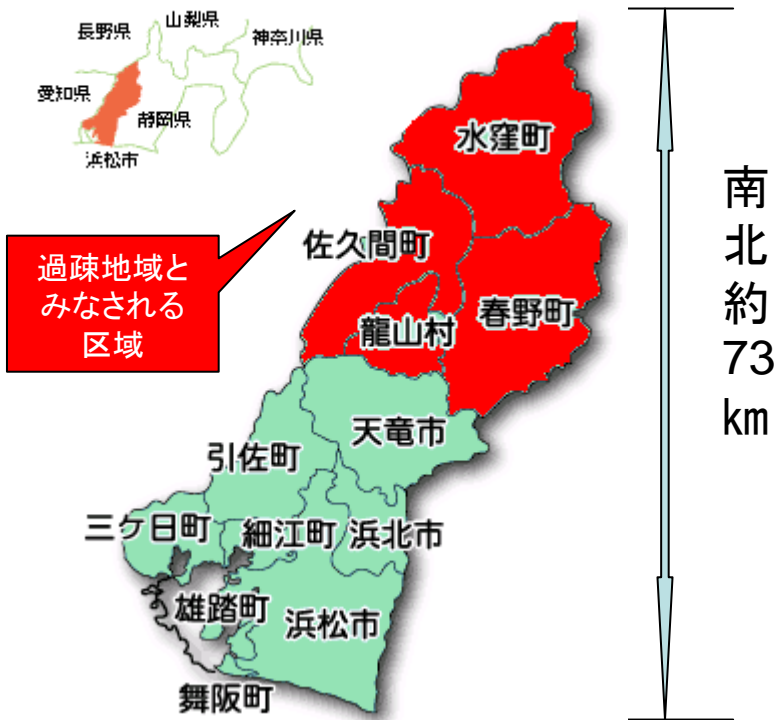 長野県
山梨県
神奈川県
愛知県
静岡県
浜松市
水窪町
佐久間町
過疎地域と
みなされる
区域
春野町
龍山村
天竜市
引佐町
三ケ日町
細江町
浜北市
雄踏町
浜松市
舞阪町
南
北
約
73
km